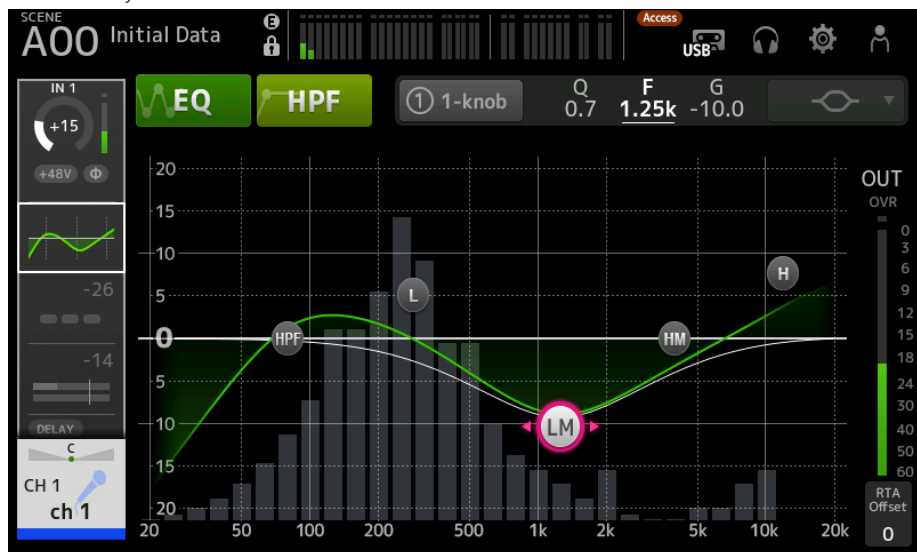 SCENE
A00 Initial Data
E
Access
USB
IN 1
+15
+48V Φ
-26
-14
DELAY
C
CH 1
ch 1
EQ
HPF
1 1-knob
Q F G
0.7 1.25k -10.0
20
15
10
5
0
5
10
15
20
HPF
L
LM
HM
H
20 50 100 200 500 1k 2k 5k 10k 20k
OUT
OVR
0
3
6
9
12
15
18
24
30
40
50
60
RTA
Offset
0